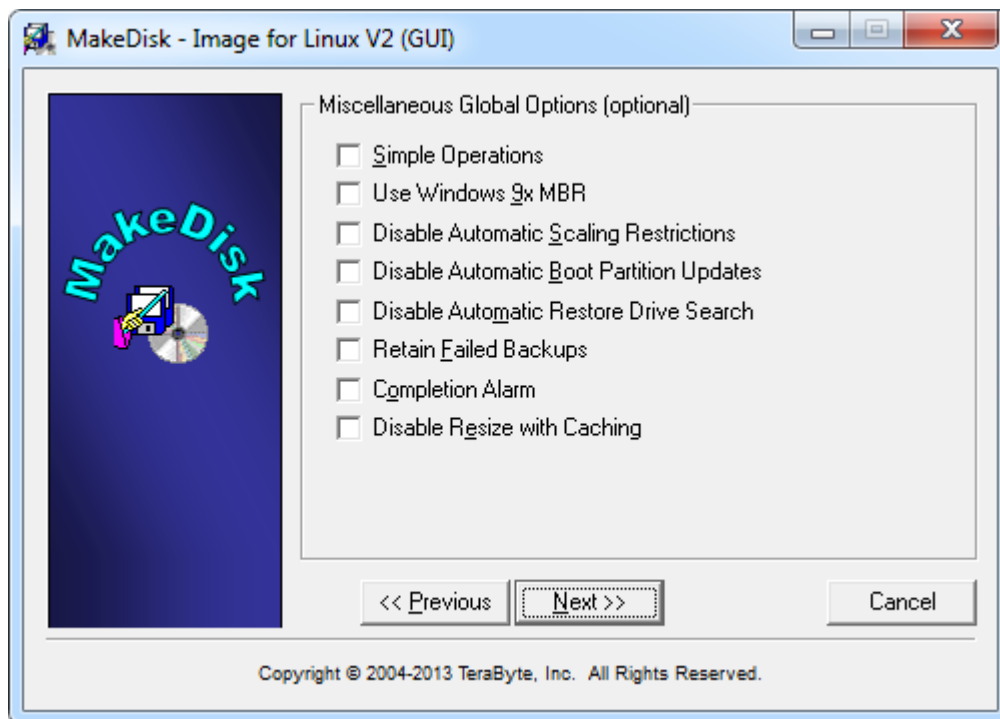 MakeDisk - Image for Linux V2 (GUI)
MakeDisk
Miscellaneous Global Options (optional)
Simple Operations
Use Windows 9x MBR
Disable Automatic Scaling Restrictions
Disable Automatic Boot Partition Updates
Disable Automatic Restore Drive Search
Retain Failed Backups
Completion Alarm
Disable Resize with Caching
<< Previous
Next >>
Cancel
Copyright © 2004-2013 TeraByte, Inc. All Rights Reserved.